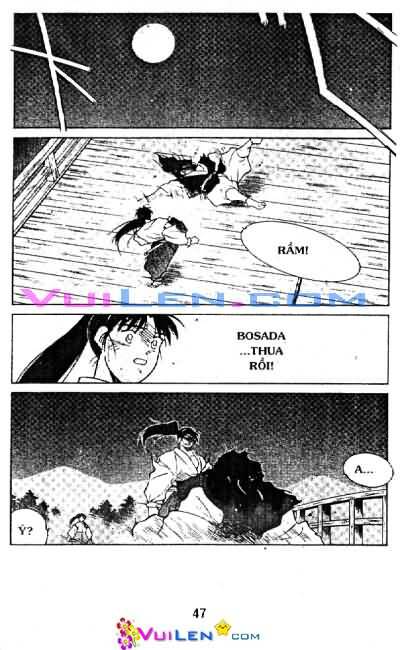 RẦM!
VUILEN.COM
BOSADA
...THUA
RỒI!
A...
Ý?
47
VUILEN.COM